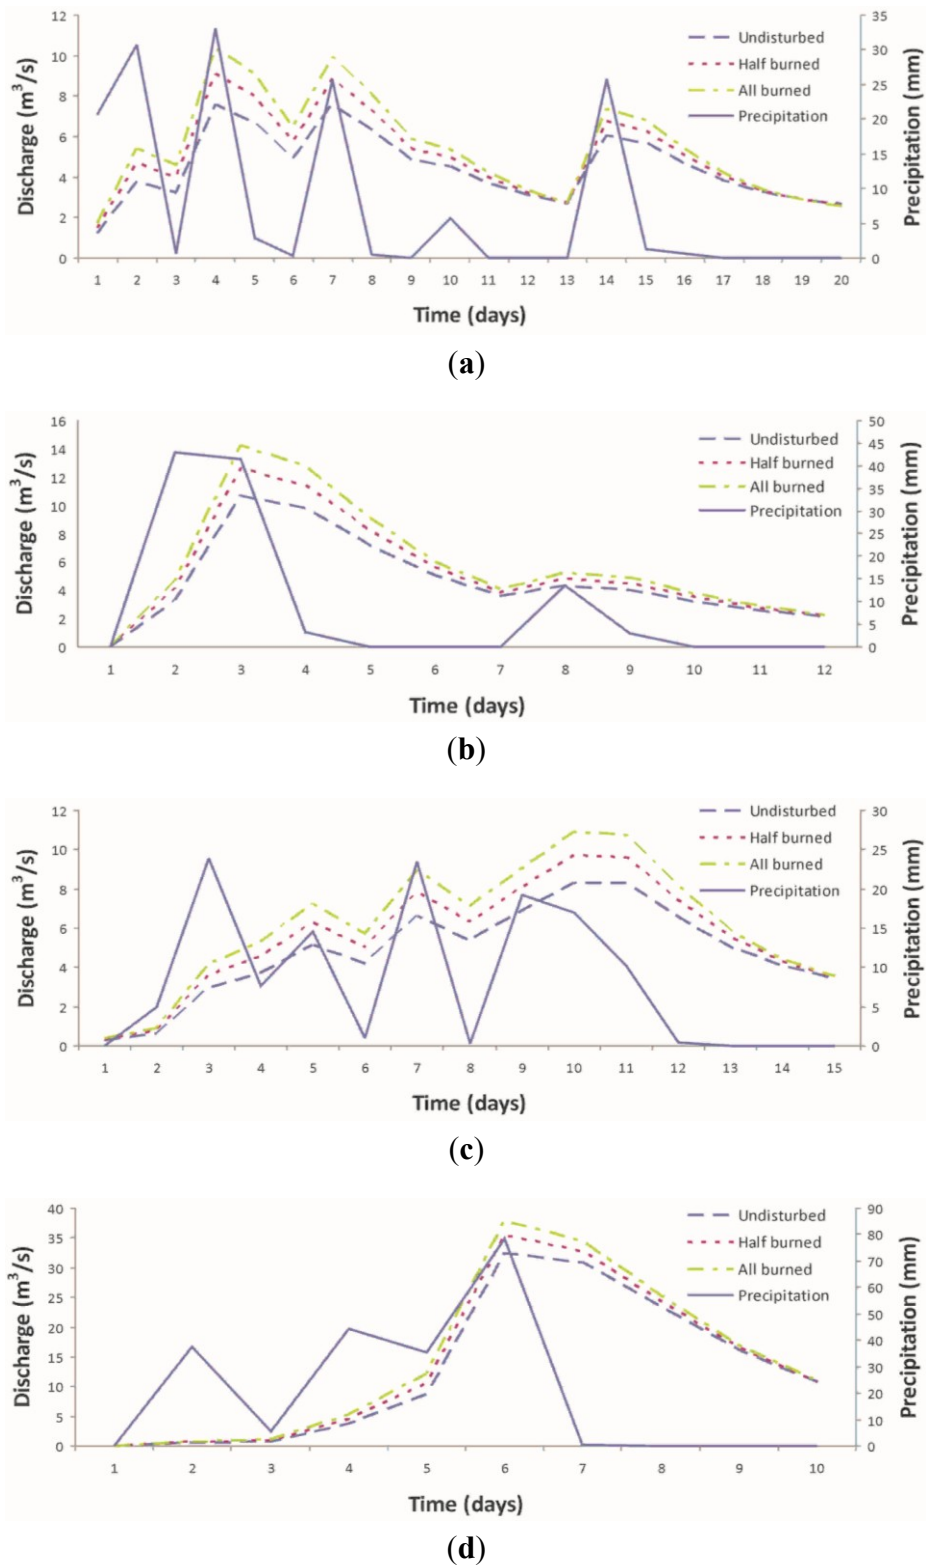 12
10
8
6
4
2
0
Discharge (m³/s)
35
30
25
20
15
10
5
0
Precipitation (mm)
Undisturbed
Half burned
All burned
Precipitation
1 2 3 4 5 6 7 8 9 10 11 12 13 14 15 16 17 18 19 20
Time (days)
(a)
16
14
12
10
8
6
4
2
0
Discharge (m³/s)
50
45
40
35
30
25
20
15
10
5
0
Precipitation (mm)
Undisturbed
Half burned
All burned
Precipitation
1 2 3 4 5 6 7 8 9 10 11 12
Time (days)
(b)
12
10
8
6
4
2
0
Discharge (m³/s)
30
25
20
15
10
5
0
Precipitation (mm)
Undisturbed
Half burned
All burned
Precipitation
1 2 3 4 5 6 7 8 9 10 11 12 13 14 15
Time (days)
(c)
40
35
30
25
20
15
10
5
0
Discharge (m³/s)
90
80
70
60
50
40
30
20
10
0
Precipitation (mm)
Undisturbed
Half burned
All burned
Precipitation
1 2 3 4 5 6 7 8 9 10
Time (days)
(d)